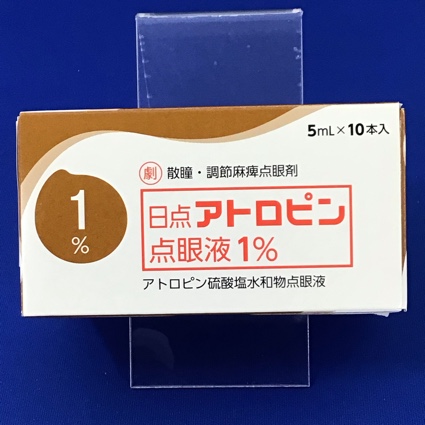 5mL×10本入
劇 散瞳・調節麻痺点眼剤
1
%
日点アトロピン
点眼液1%
アトロピン硫酸塩水和物点眼液